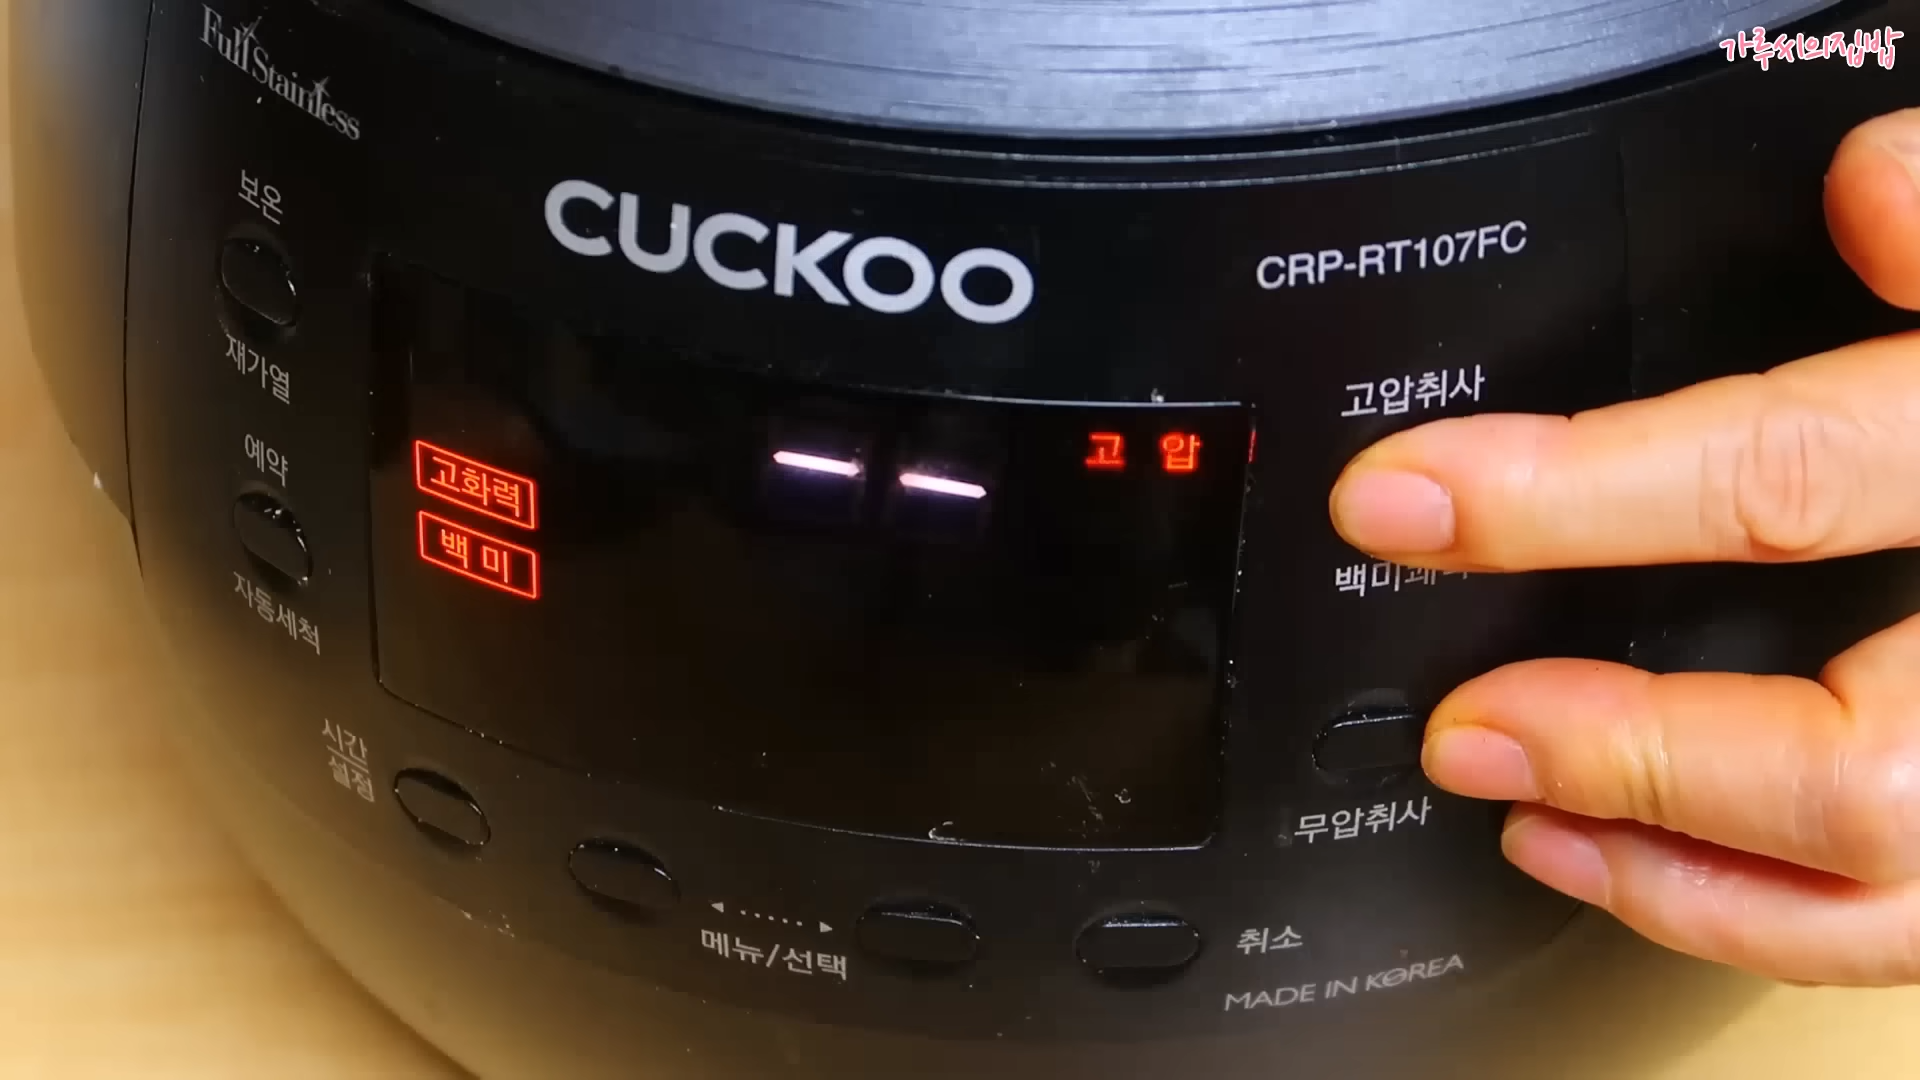 가루씨의집밥
Full Stainless
보온
CUCKOO
CRP-RT107FC
재가열
고압취사
고 압
고화력
예약
백 미
자동세척
시간
설정
무압취사
메뉴/선택
취소
MADE IN KOREA